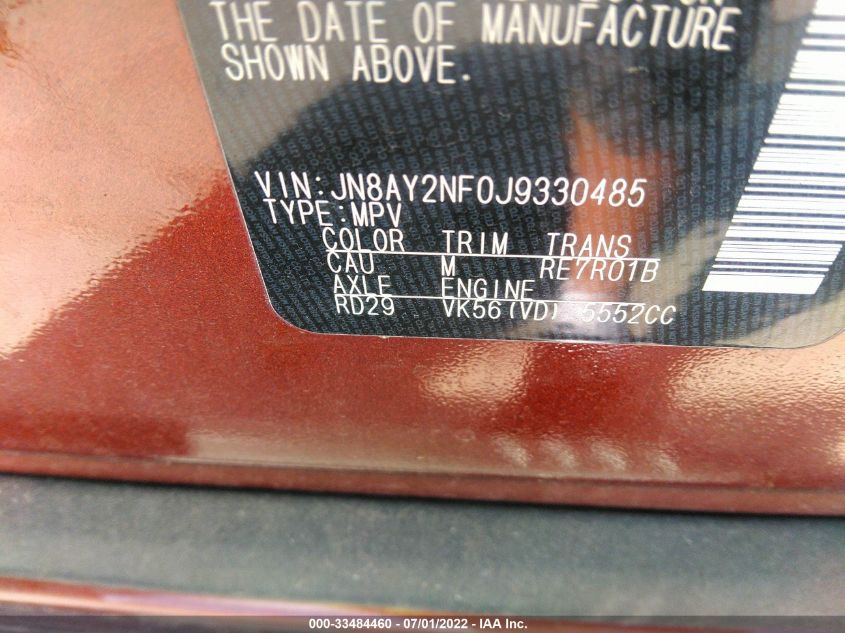 THE DATE OF MANUFACTURE
SHOWN ABOVE.
VIN:JN8AY2NF0J9330485
TYPE:MPV
COLOR TRIM TRANS
CAU M RE7R01B
AXLE ENGINE
RD29 VK56(VD) 5552CC
000-33484460 - 07/01/2022 - IAA Inc.